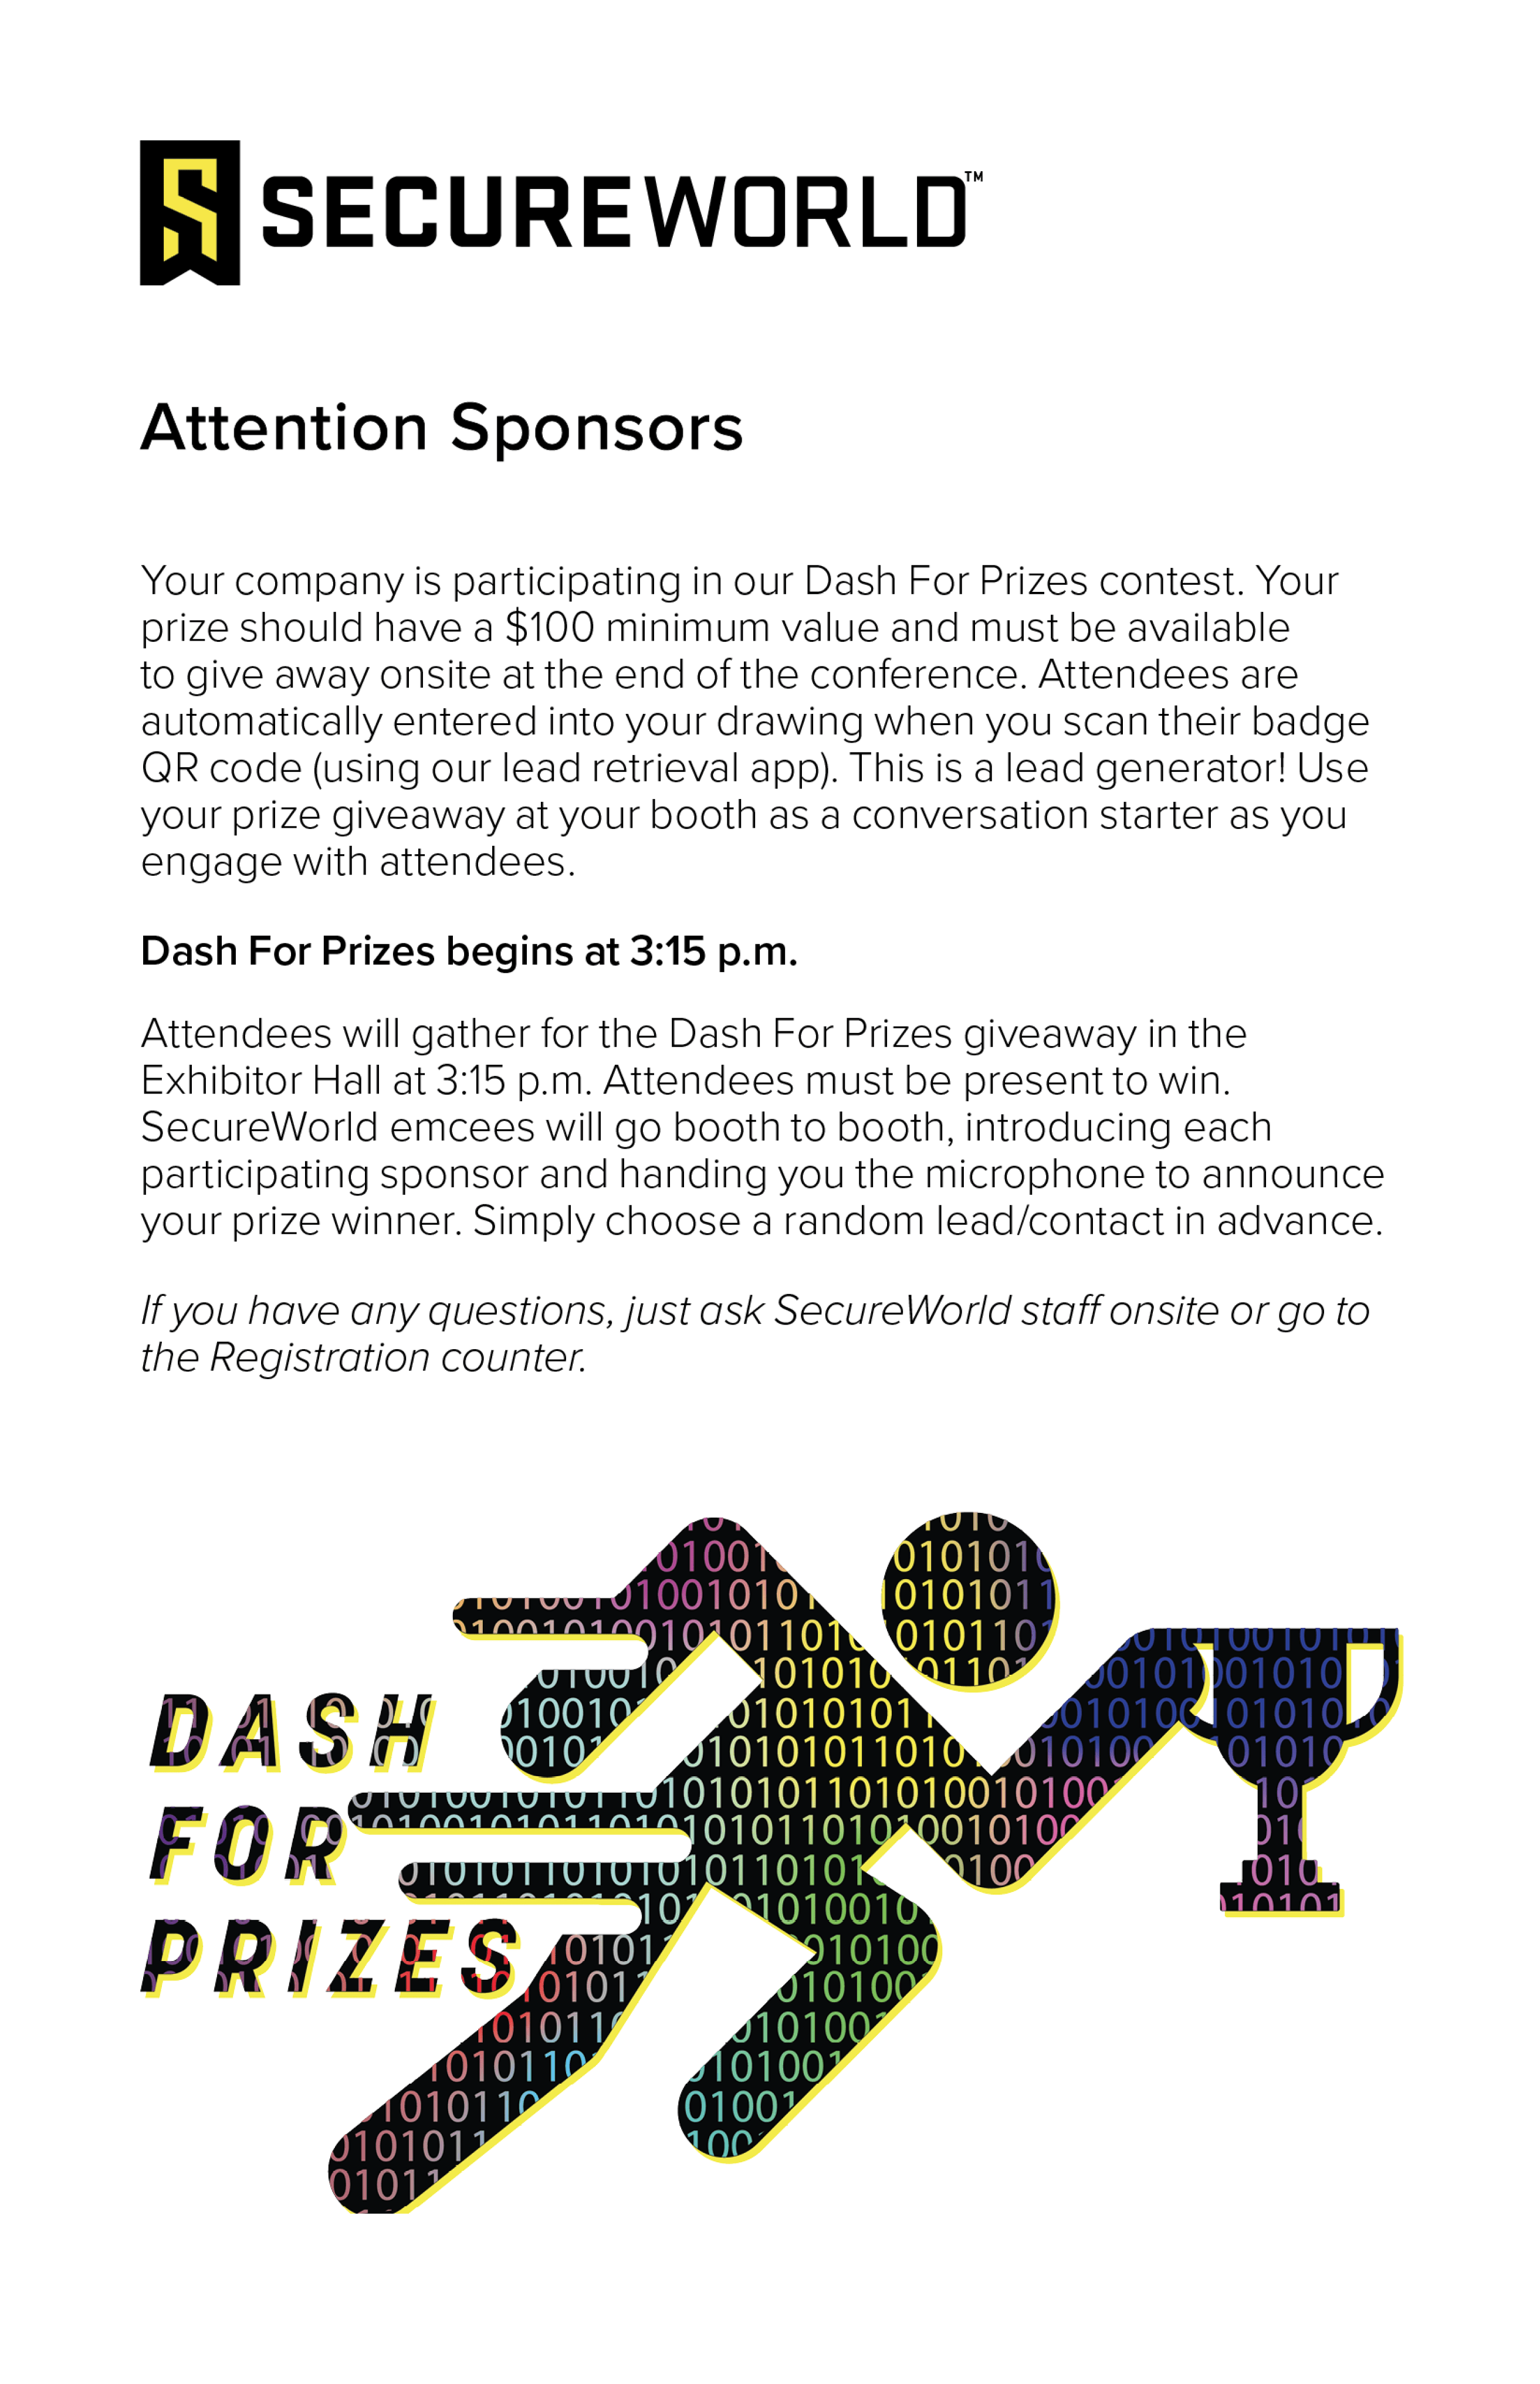 SECUREWORLD™
Attention Sponsors
Your company is participating in our Dash For Prizes contest. Your
prize should have a $100 minimum value and must be available
to give away onsite at the end of the conference. Attendees are
automatically entered into your drawing when you scan their badge
QR code (using our lead retrieval app). This is a lead generator! Use
your prize giveaway at your booth as a conversation starter as you
engage with attendees.
Dash For Prizes begins at 3:15 p.m.
Attendees will gather for the Dash For Prizes giveaway in the
Exhibitor Hall at 3:15 p.m. Attendees must be present to win.
SecureWorld emcees will go booth to booth, introducing each
participating sponsor and handing you the microphone to announce
your prize winner. Simply choose a random lead/contact in advance.
If you have any questions, just ask SecureWorld staff onsite or go to
the Registration counter.
DASH
FOR
PRIZES